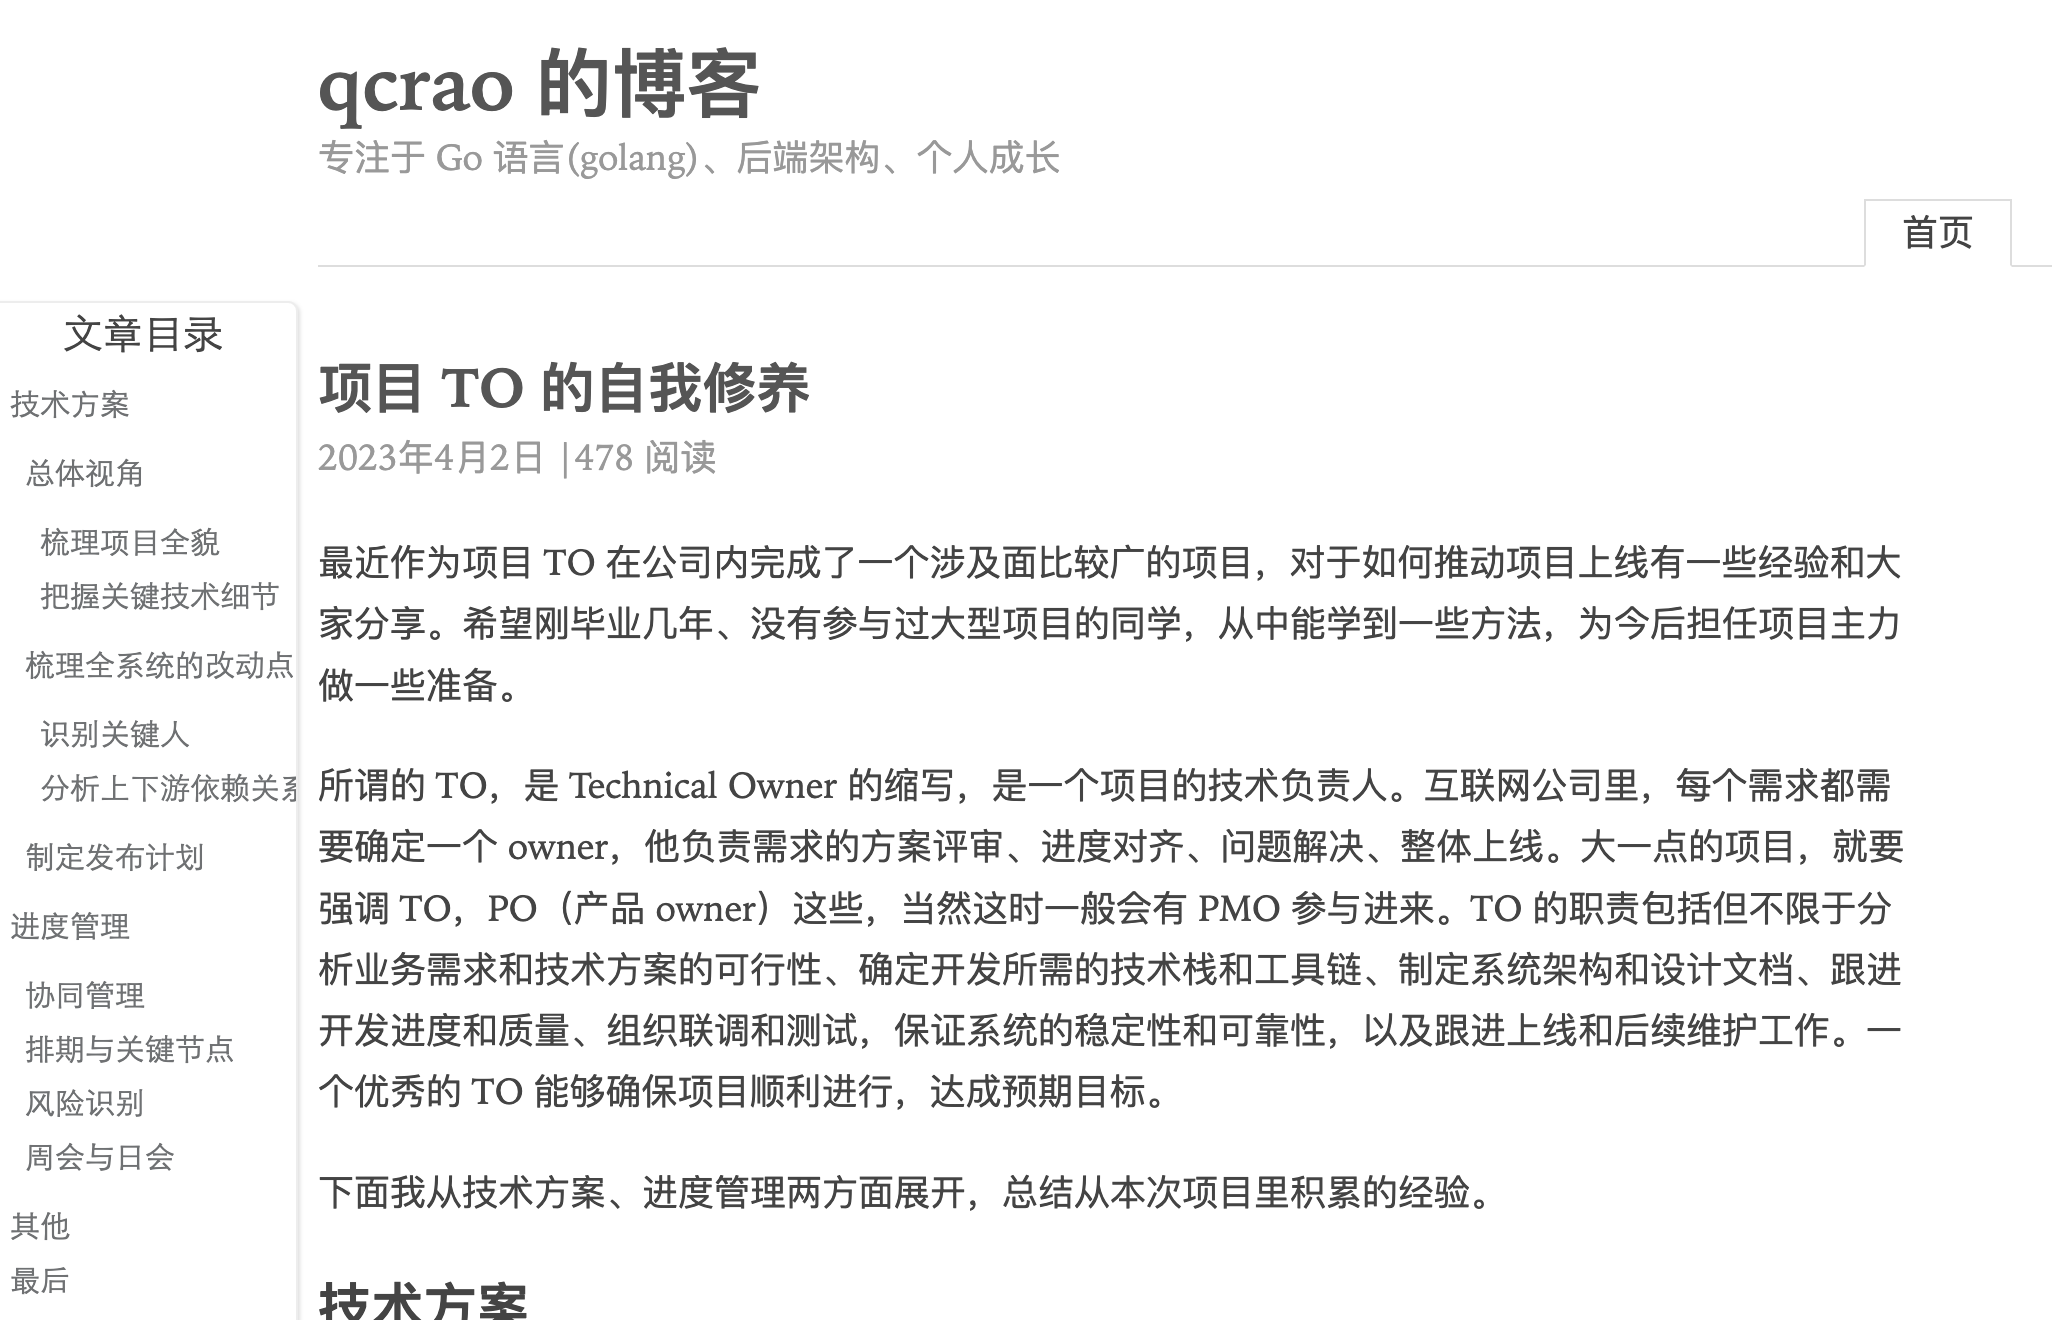 qcrao 的博客
专注于 Go 语言(golang)、后端架构、个人成长
首页
文章目录
技术方案
总体视角
梳理项目全貌
把握关键技术细节
梳理全系统的改动点
识别关键人
分析上下游依赖关系
制定发布计划
进度管理
协同管理
排期与关键节点
风险识别
周会与日会
其他
最后
项目 TO 的自我修养
2023年4月2日 |478 阅读
最近作为项目 TO 在公司内完成了一个涉及面比较广的项目，对于如何推动项目上线有一些经验和大
家分享。希望刚毕业几年、没有参与过大型项目的同学，从中能学到一些方法，为今后担任项目主力
做一些准备。
所谓的 TO，是 Technical Owner 的缩写，是一个项目的技术负责人。互联网公司里，每个需求都需
要确定一个 owner，他负责需求的方案评审、进度对齐、问题解决、整体上线。大一点的项目，就要
强调 TO，PO（产品 owner）这些，当然这时一般会有 PMO 参与进来。TO 的职责包括但不限于分
析业务需求和技术方案的可行性、确定开发所需的技术栈和工具链、制定系统架构和设计文档、跟进
开发进度和质量、组织联调和测试，保证系统的稳定性和可靠性，以及跟进上线和后续维护工作。一
个优秀的 TO 能够确保项目顺利进行，达成预期目标。
下面我从技术方案、进度管理两方面展开，总结从本次项目里积累的经验。
技术方案